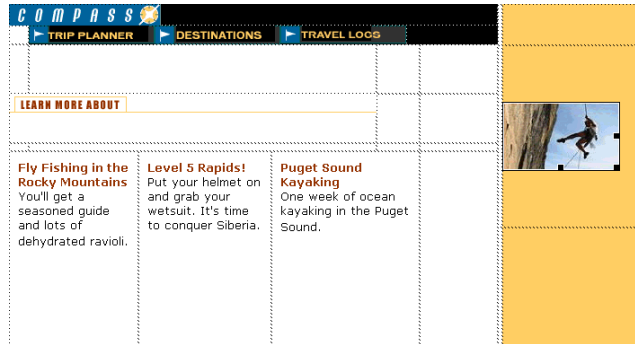 COMPASS
TRIP PLANNER DESTINATIONS TRAVEL LOGS
LEARN MORE ABOUT
Fly Fishing in the
Rocky Mountains
You'll get a
seasoned guide
and lots of
dehydrated ravioli.
Level 5 Rapids!
Put your helmet on
and grab your
wetsuit. It's time
to conquer Siberia.
Puget Sound
Kayaking
One week of ocean
kayaking in the Puget
Sound.